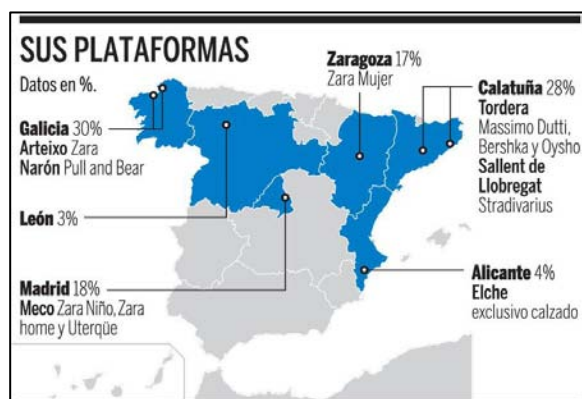 SUS PLATAFORMAS
Datos en %.
Galicia 30%
Arteixo Zara
Narón Pull and Bear
León 3%
Madrid 18%
Meco Zara Niño, Zara
home y Uterqüe
Zaragoza 17%
Zara Mujer
Calatuña 28%
Tordera
Massimo Dutti,
Bershka y Oysho
Sallent de
Llobregat
Stradivarius
Alicante 4%
Elche
exclusivo calzado